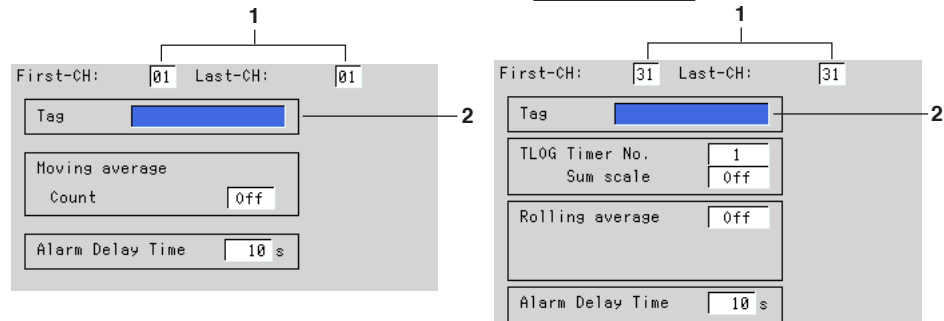 1
First-CH: 01 Last-CH: 01
Tag
2
Moving average
Count Off
Alarm Delay Time 10 s
1
First-CH: 31 Last-CH: 31
Tag
2
TLOG Timer No. 1
Sum scale Off
Rolling average Off
Alarm Delay Time 10 s